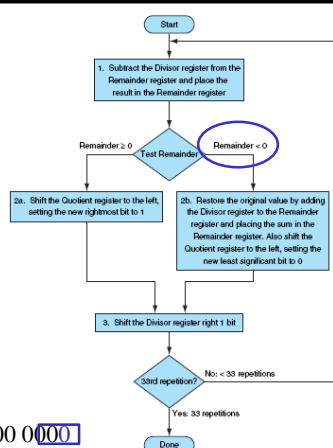 Start
1. Subtract the Divisor register from the
Remainder register and place the
result in the Remainder register
Remainder ≥ 0
Test Remainder
Remainder < 0
2a. Shift the Quotient register to the left,
setting the new rightmost bit to 1
2b. Restore the original value by adding
the Divisor register to the Remainder
register and placing the sum in the
Remainder register. Also shift the
Quotient register to the left, setting the
new least significant bit to 0
3. Shift the Divisor register right 1 bit
33rd repetition?
No: < 33 repetitions
Yes: 33 repetitions
00 0000
Done